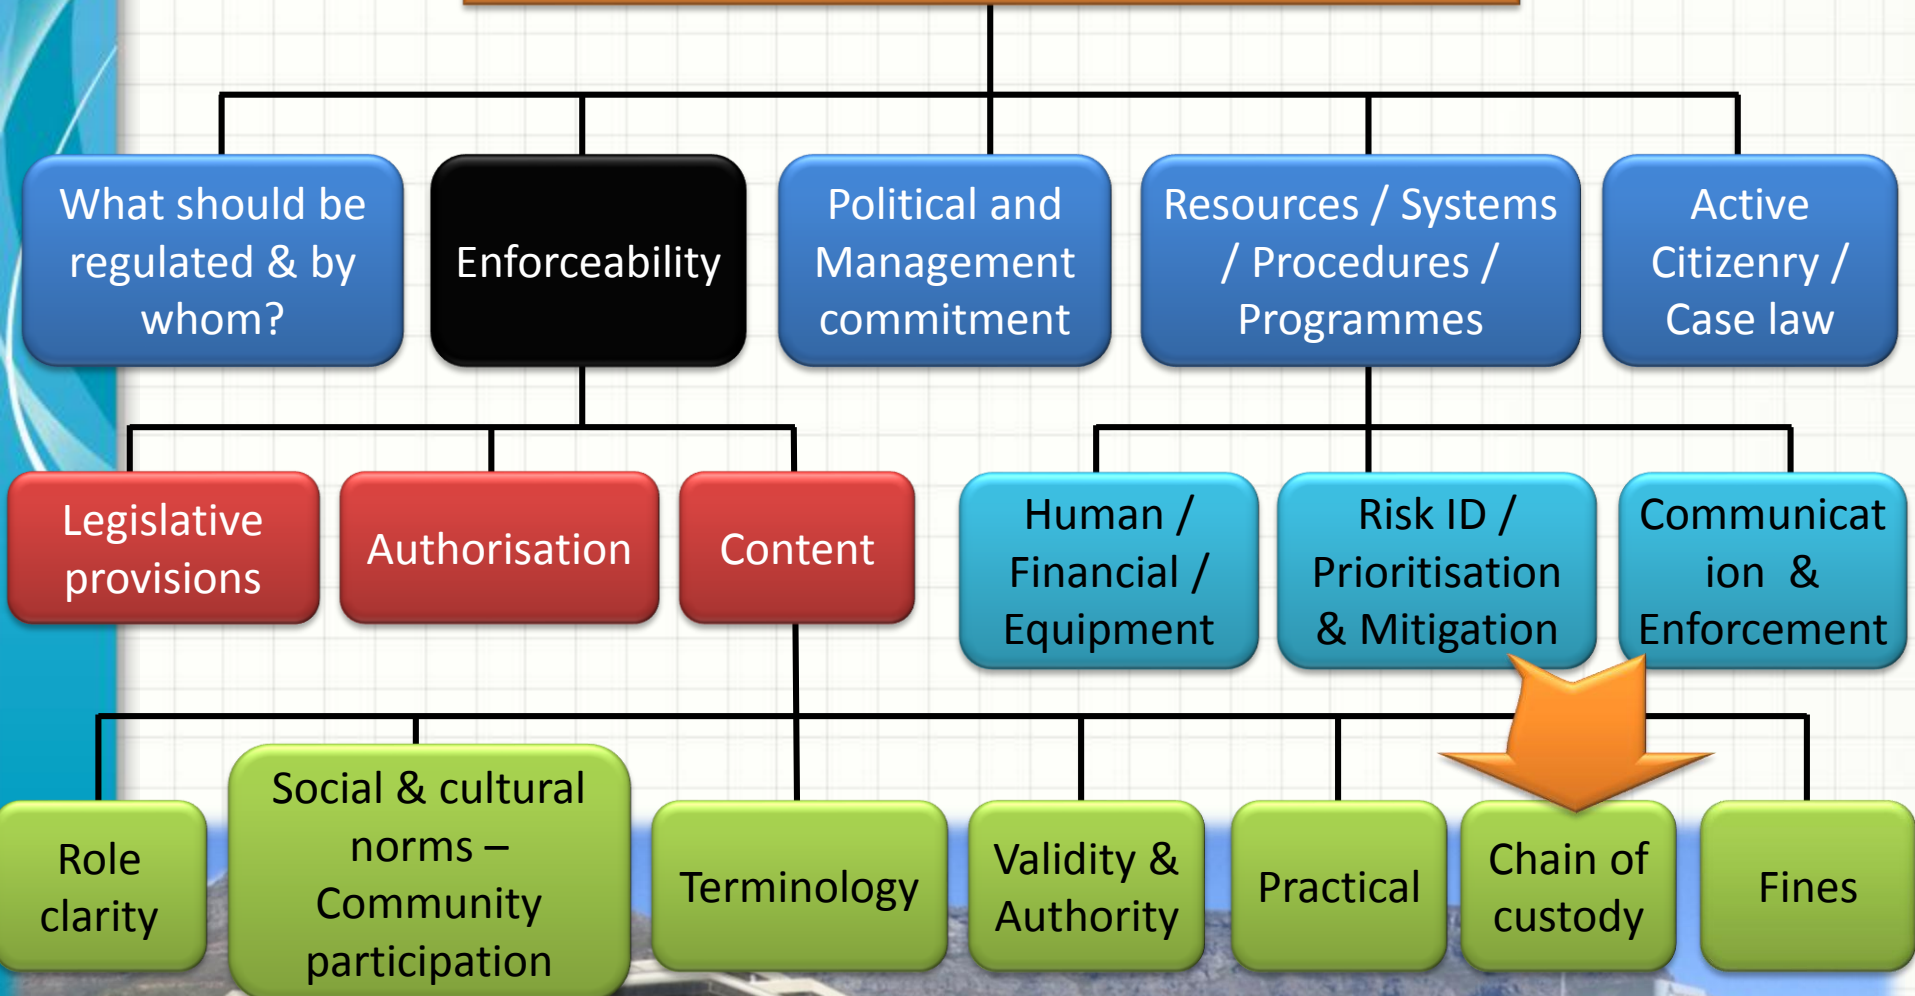 What should be
regulated & by
whom?
Enforceability
Political and
Management
commitment
Resources / Systems
/ Procedures /
Programmes
Active
Citizenry /
Case law
Legislative
provisions
Authorisation
Content
Human /
Financial /
Equipment
Risk ID /
Prioritisation
& Mitigation
Communicat
ion &
Enforcement
Role
clarity
Social & cultural
norms –
Community
participation
Terminology
Validity &
Authority
Practical
Chain of
custody
Fines